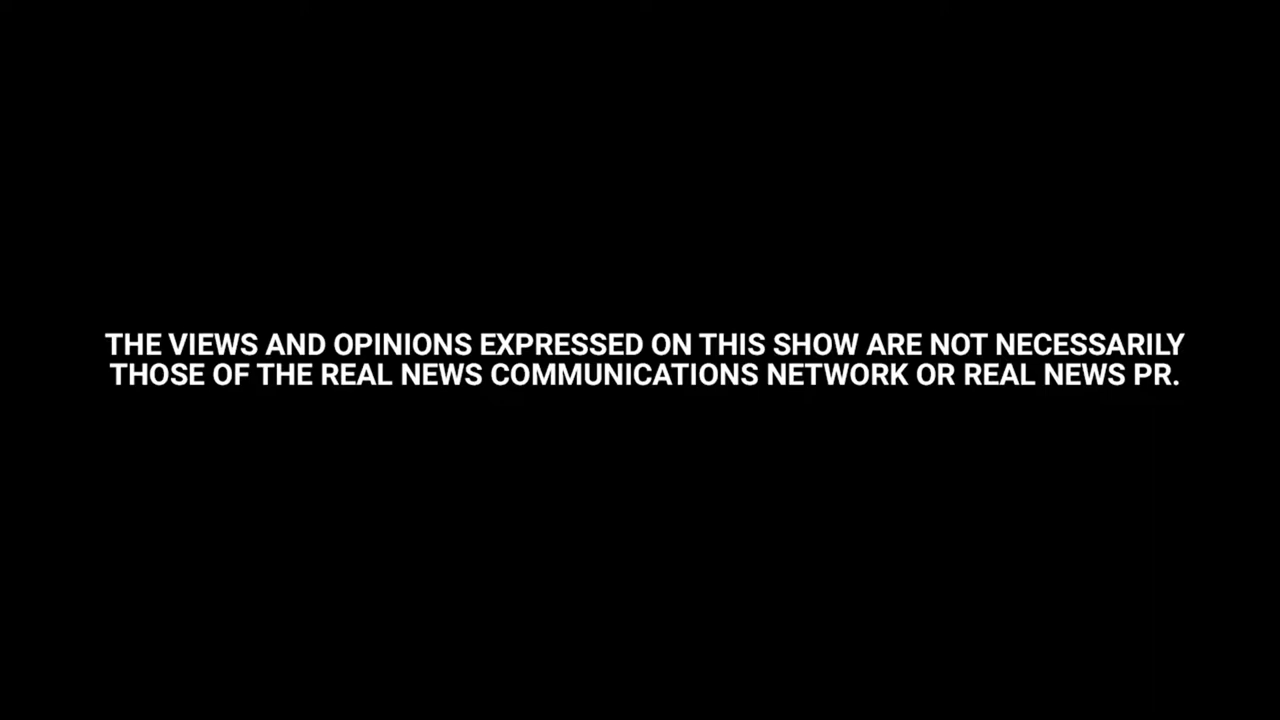 THE VIEWS AND OPINIONS EXPRESSED ON THIS SHOW ARE NOT NECESSARILY
THOSE OF THE REAL NEWS COMMUNICATIONS NETWORK OR REAL NEWS PR.